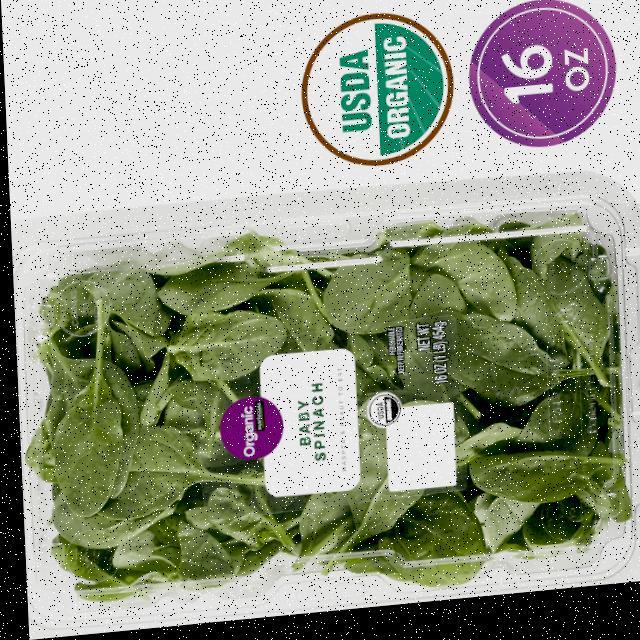 USDA
ORGANIC
16
OZ
Organic
BABY
SPINACH
NET WT
16 OZ (1 LB) 454g